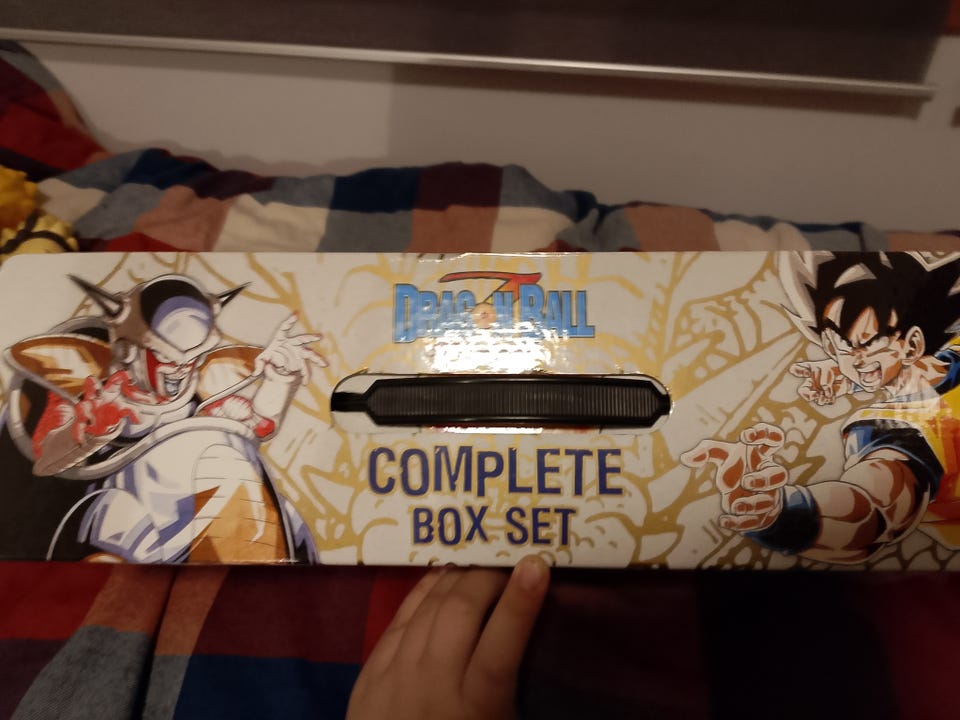 DRAGON BALL Z
COMPLETE
BOX SET